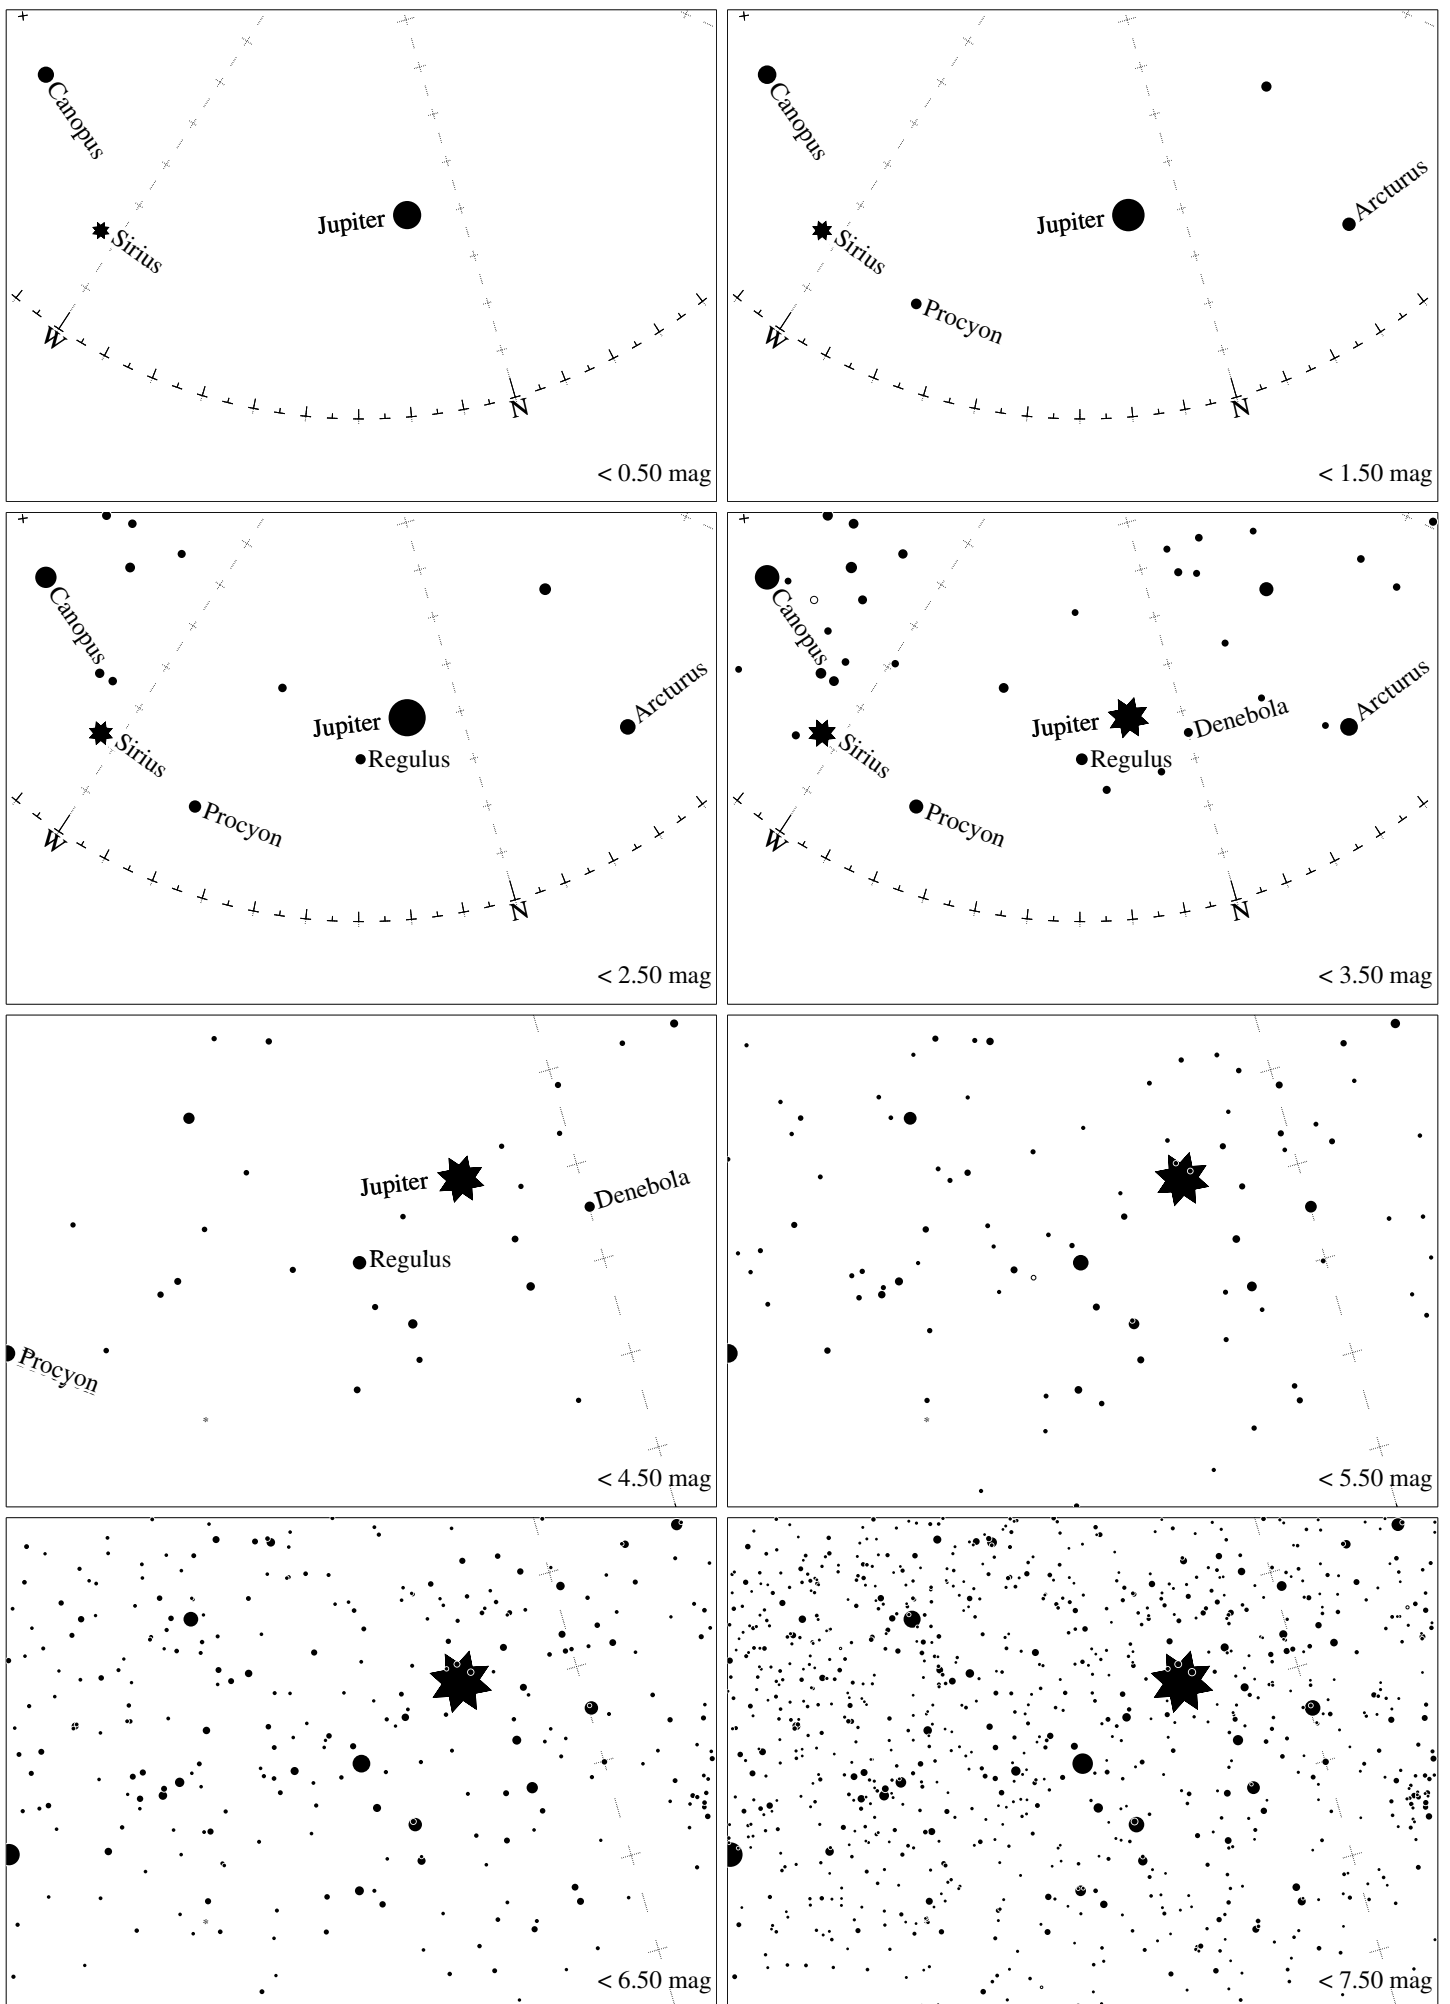 Canopus
Jupiter
Sirius
W
N
< 0.50 mag
Canopus
Arcturus
Jupiter
Sirius
Procyon
W
N
< 1.50 mag
Canopus
Arcturus
Jupiter
Sirius
Regulus
Procyon
W
N
< 2.50 mag
Canopus
Arcturus
Jupiter
Denebola
Sirius
Regulus
Procyon
W
N
< 3.50 mag
Jupiter
Denebola
Regulus
Procyon
< 4.50 mag
< 5.50 mag
< 6.50 mag
< 7.50 mag